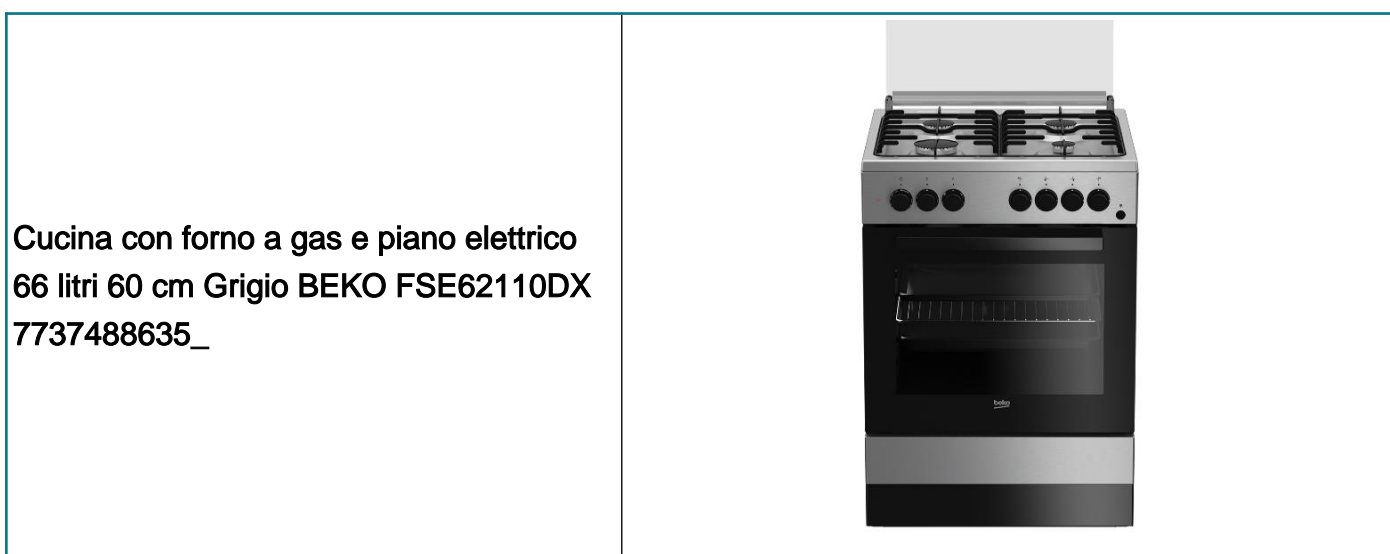 Cucina con forno a gas e piano elettrico
66 litri 60 cm Grigio BEKO FSE62110DX
7737488635_
beko